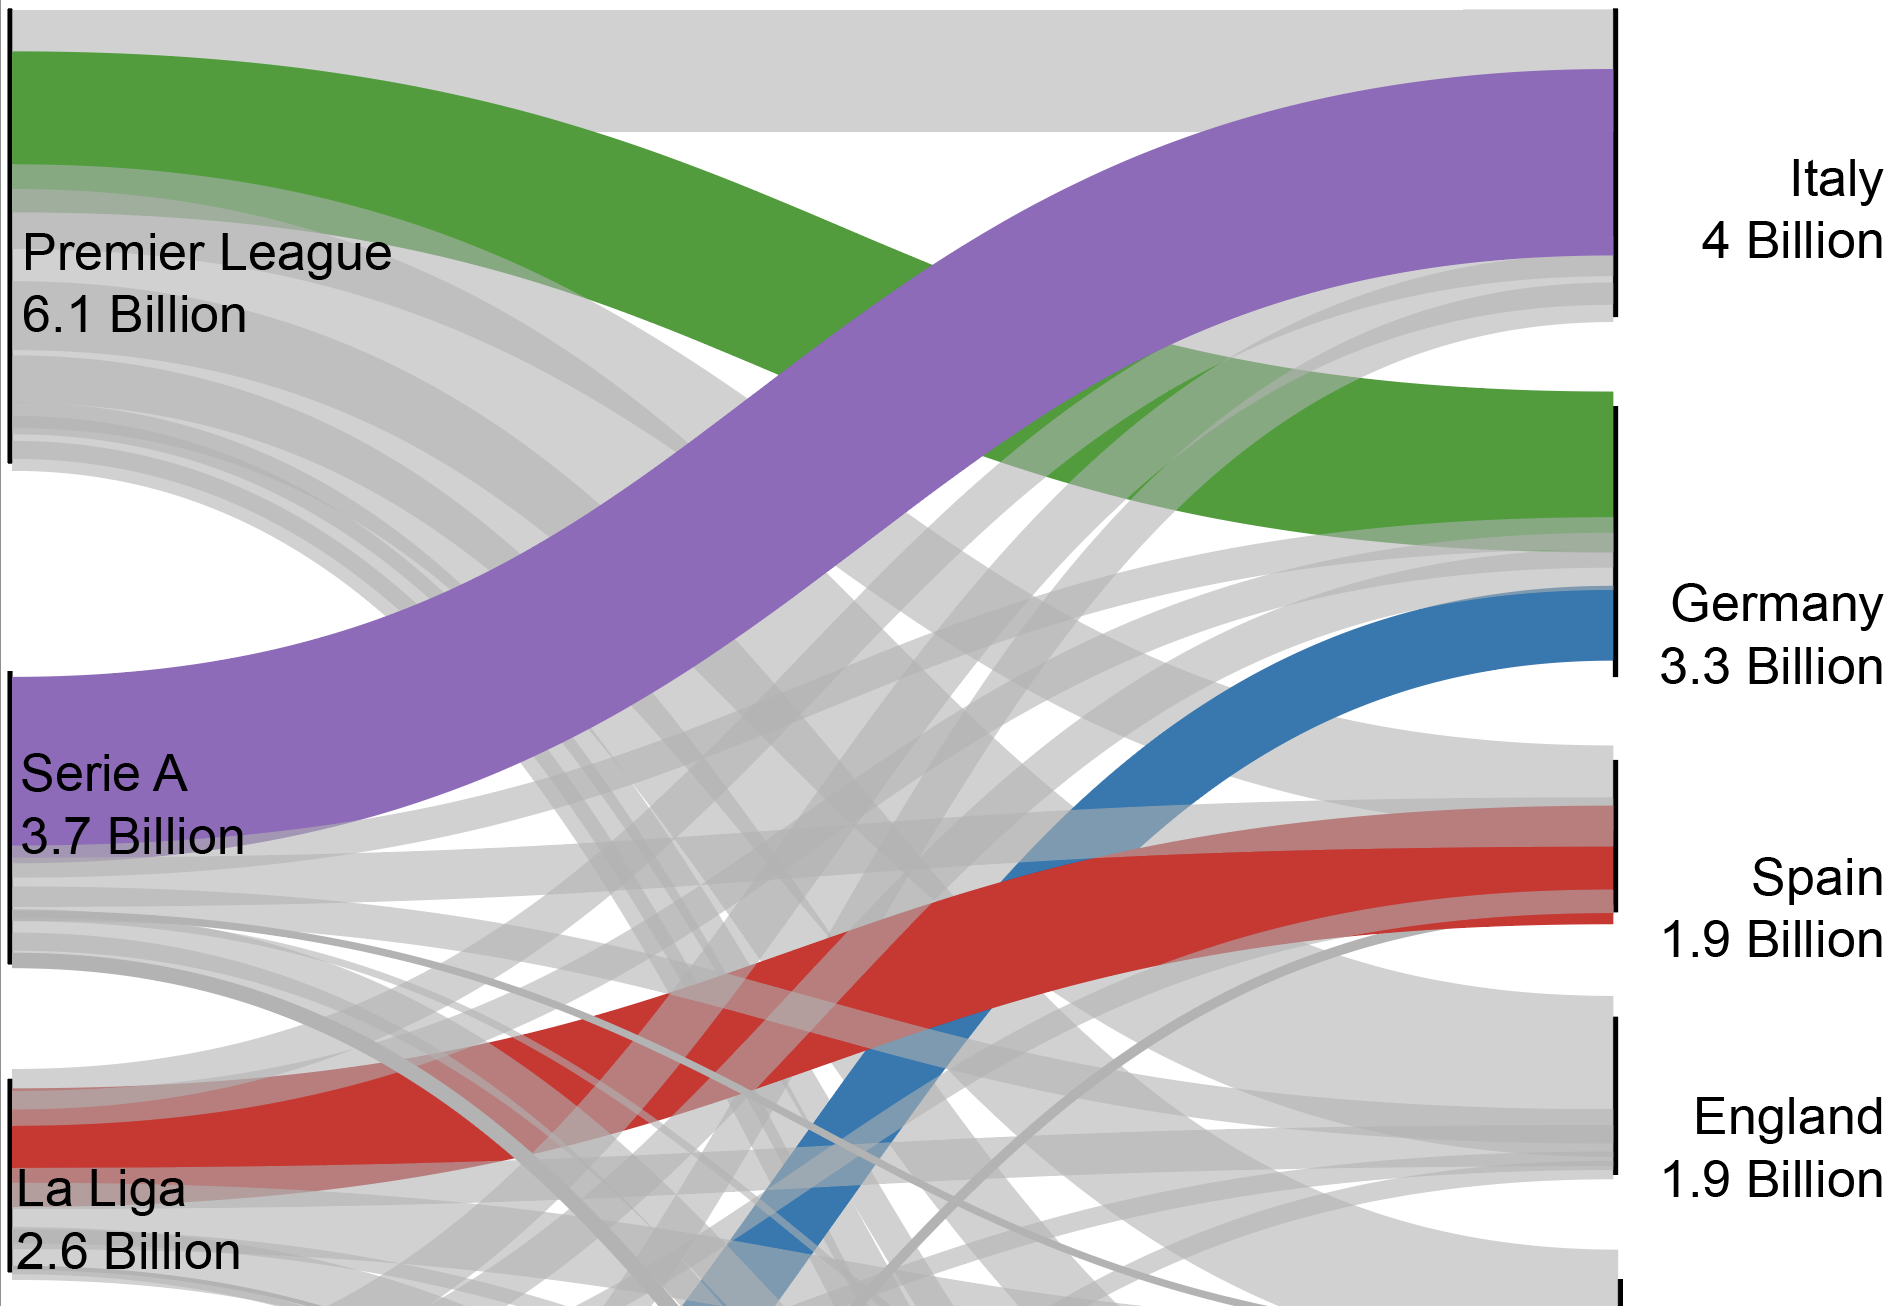 Premier League
6.1 Billion
Serie A
3.7 Billion
La Liga
2.6 Billion
Italy
4 Billion
Germany
3.3 Billion
Spain
1.9 Billion
England
1.9 Billion